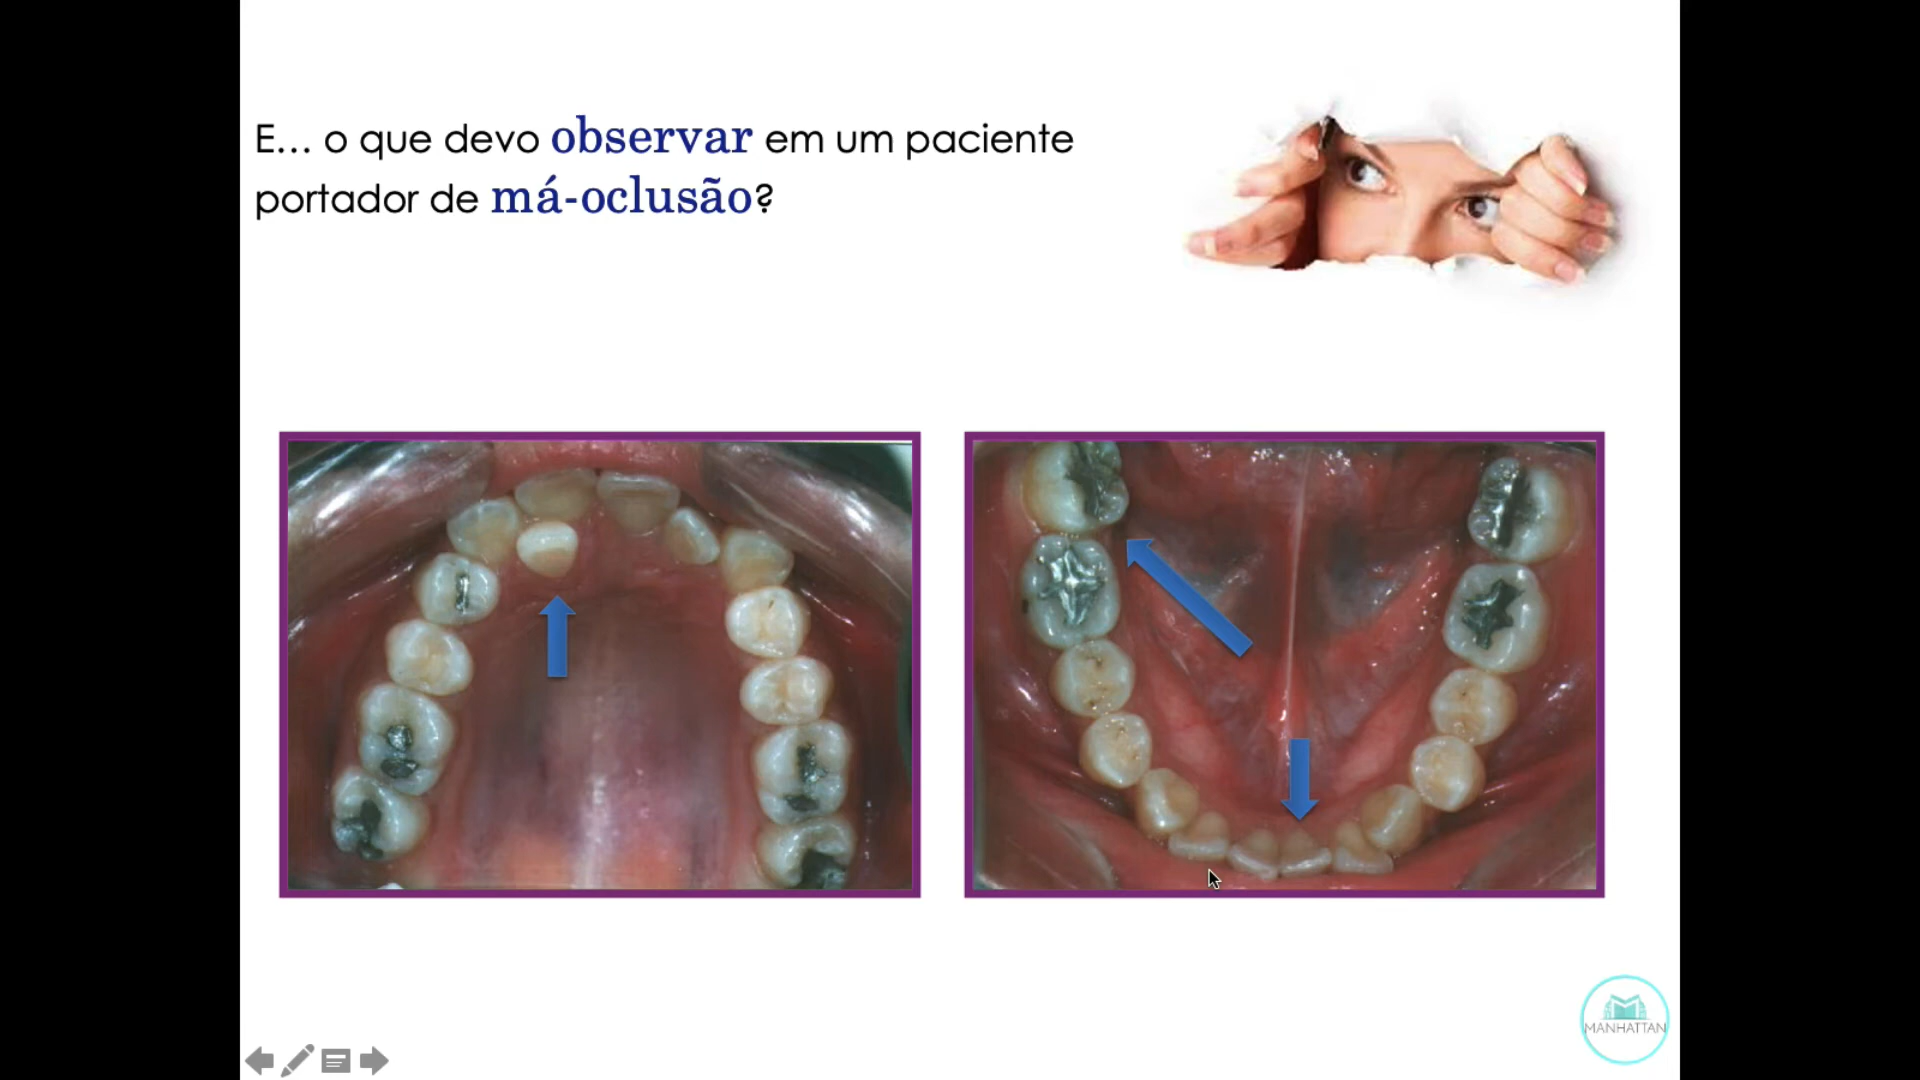 E... o que devo observar em um paciente
portador de má-oclusão?
MANHATTAN